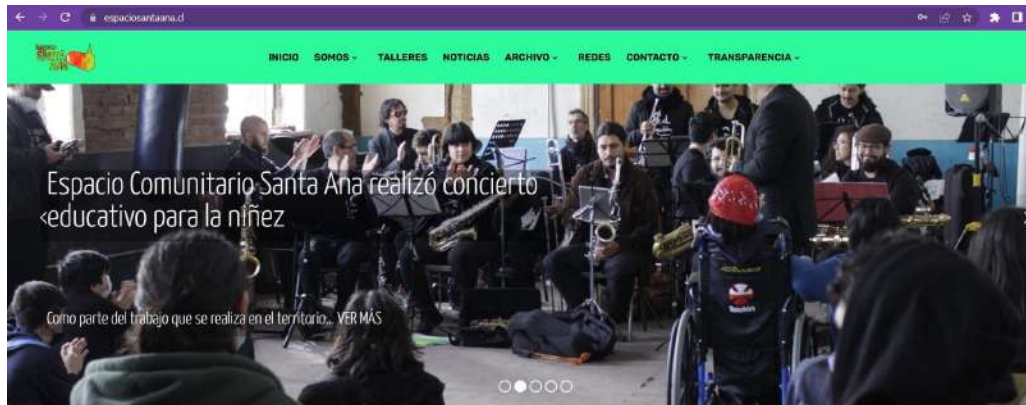 espaciosantaana.cl
INICIO SOMOS TALLERES NOTICIAS ARCHIVO REDES CONTACTO TRANSPARENCIA
Espacio Comunitario Santa Ana realizó concierto
educativo para la niñez
Como parte del trabajo que se realiza en el territorio... VER MÁS